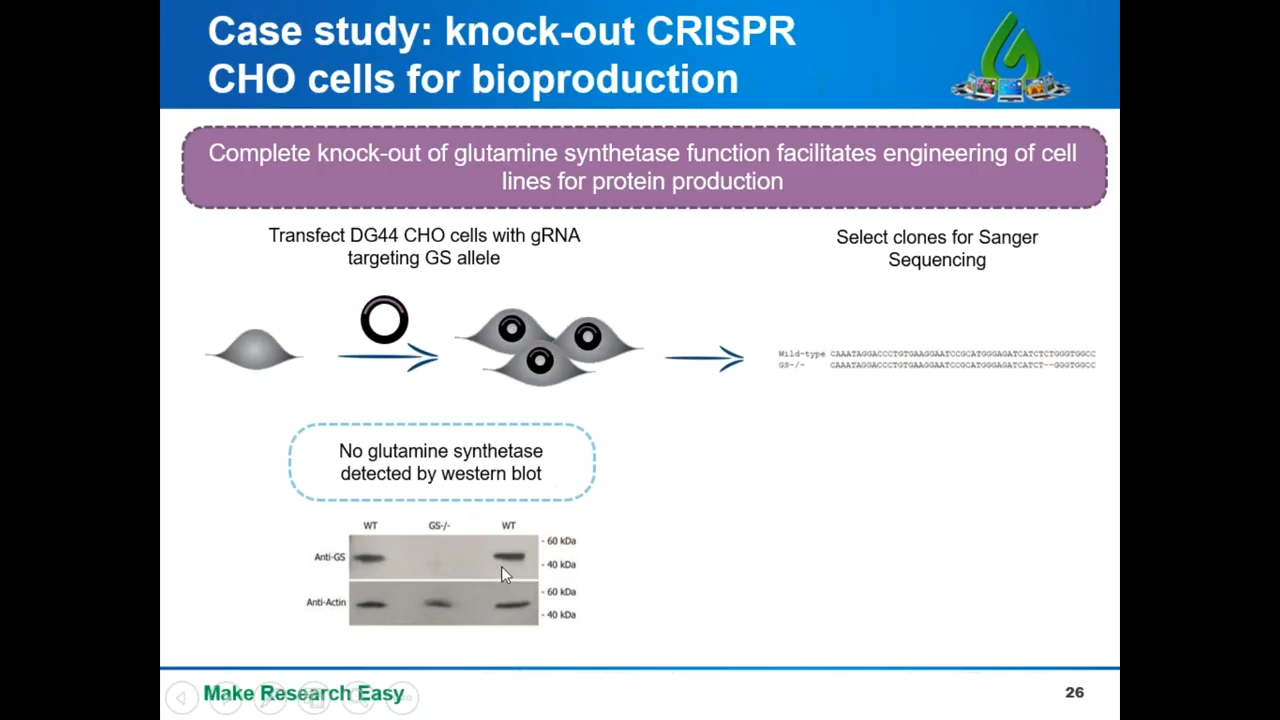 Case study: knock-out CRISPR
CHO cells for bioproduction
Complete knock-out of glutamine synthetase function facilitates engineering of cell
lines for protein production
Transfect DG44 CHO cells with gRNA
targeting GS allele
Select clones for Sanger
Sequencing
Wild-type CAAATAGGACCCTGTGAAGGAATCCGCATGGGAGATCATCTCTGGGTGGCC
GS-/- CAAATAGGACCCTGTGAAGGAATCCGCATGGGAGATCATCT--GGGTGGCC
No glutamine synthetase
detected by western blot
WT GS-/- WT
Anti-GS
- 60 kDa
- 40 kDa
Anti-Actin
- 60 kDa
- 40 kDa
Make Research Easy
26